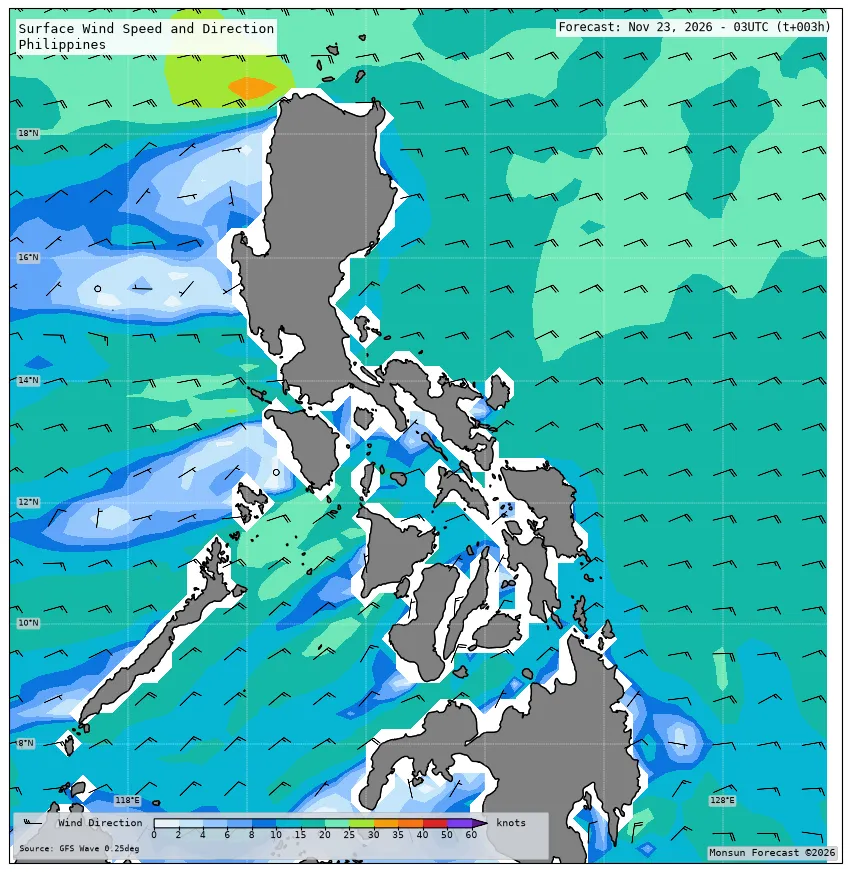 Surface Wind Speed and Direction
Philippines
Forecast: Nov 23, 2026 - 03UTC (t+003h)
18°N
16°N
14°N
12°N
10°N
8°N
118°E
128°E
Wind Direction
0 2 4 6 8 10 15 20 25 30 35 40 50 60 knots
Source: GFS Wave 0.25deg
Monsun Forecast ©2026